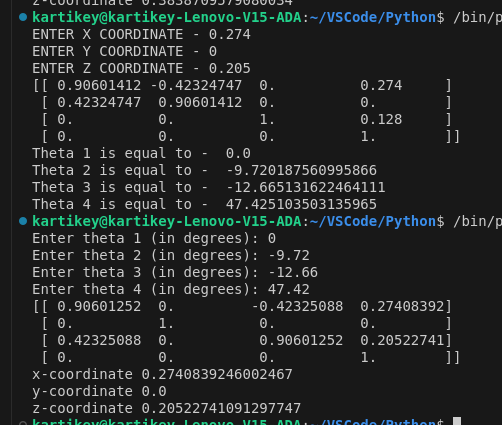 z-coordinate 0.3838709579080034
kartikey@kartikey-Lenovo-V15-ADA:~/VSCode/Python$ /bin/p
ENTER X COORDINATE - 0.274
ENTER Y COORDINATE - 0
ENTER Z COORDINATE - 0.205
[[ 0.90601412 -0.42324747 0. 0.274 ]
[ 0.42324747 0.90601412 0. 0. ]
[ 0. 0. 1. 0.128 ]
[ 0. 0. 0. 1. ]]
Theta 1 is equal to - 0.0
Theta 2 is equal to - -9.720187560995866
Theta 3 is equal to - -12.665131622464111
Theta 4 is equal to - 47.425103503135965
kartikey@kartikey-Lenovo-V15-ADA:~/VSCode/Python$ /bin/p
Enter theta 1 (in degrees): 0
Enter theta 2 (in degrees): -9.72
Enter theta 3 (in degrees): -12.66
Enter theta 4 (in degrees): 47.42
[[ 0.90601252 0. -0.42325088 0.27408392]
[ 0. 1. 0. 0. ]
[ 0.42325088 0. 0.90601252 0.20522741]
[ 0. 0. 0. 1. ]]
x-coordinate 0.2740839246002467
y-coordinate 0.0
z-coordinate 0.20522741091297747
kartikey@kartikey-Lenovo-V15-ADA:~/VSCode/Python$